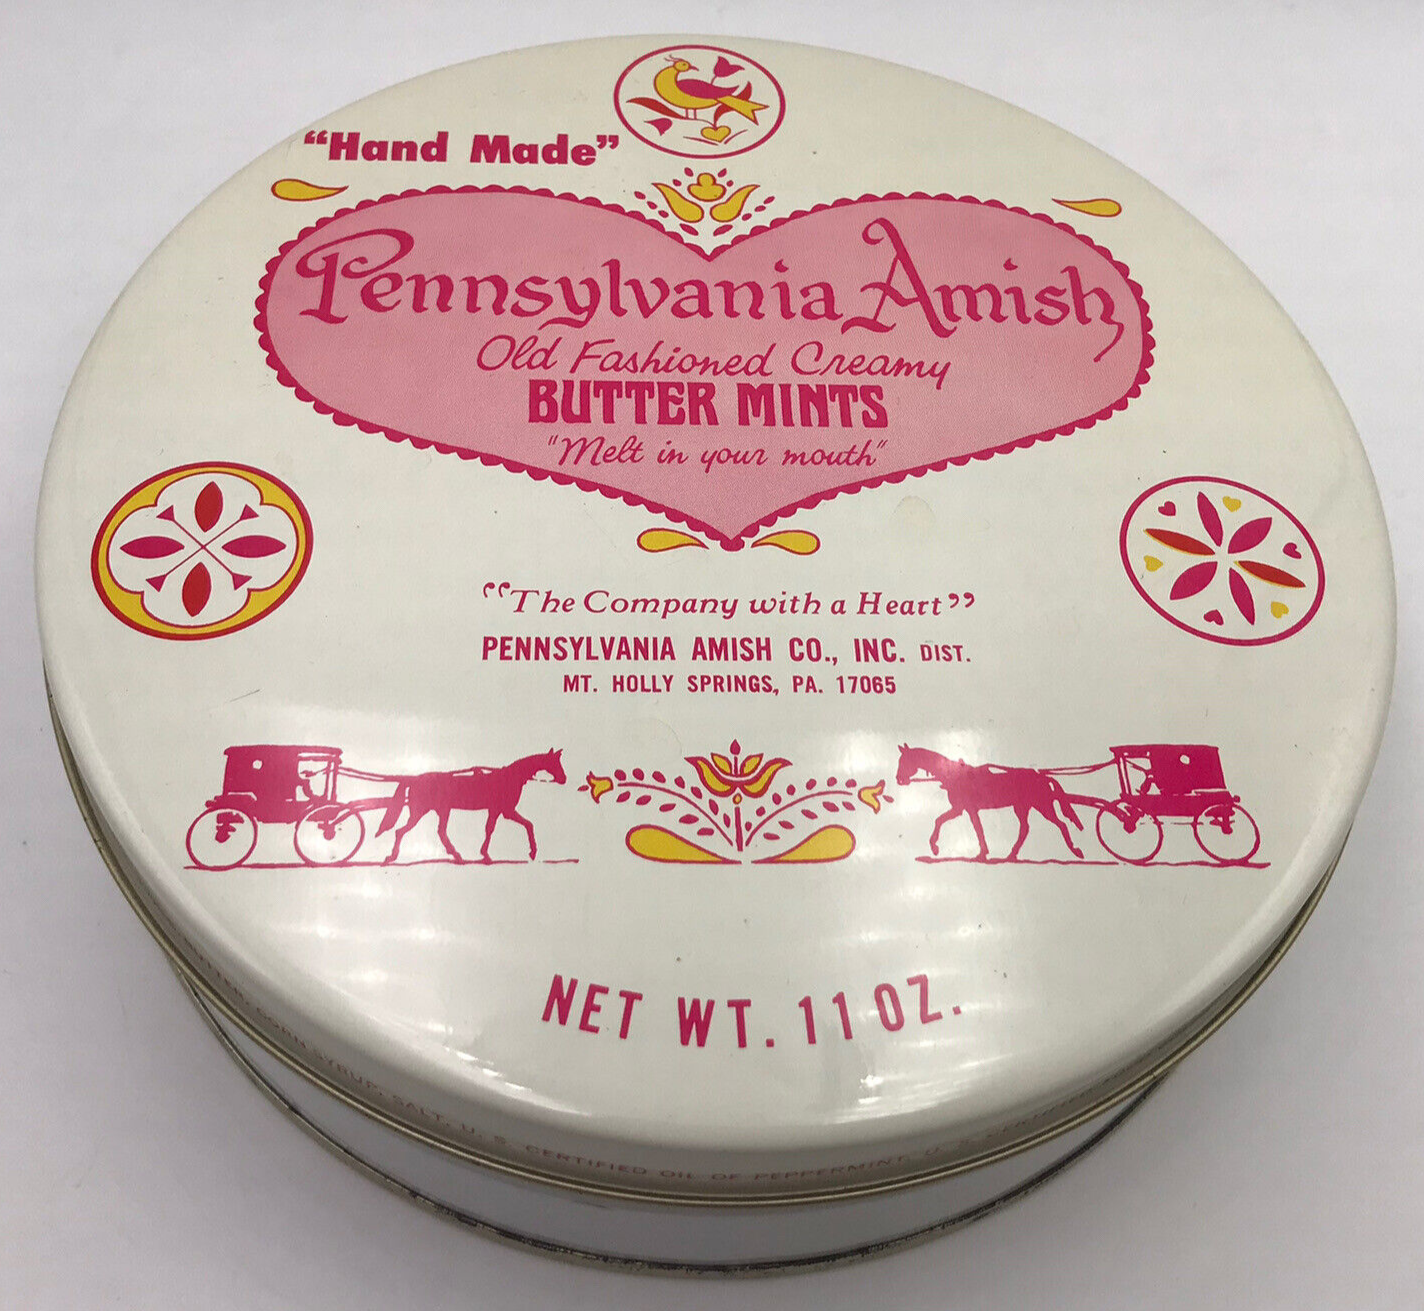 “Hand Made”
Pennsylvania Amish
Old Fashioned Creamy
BUTTER MINTS
"Melt in your mouth"
“The Company with a Heart”
PENNSYLVANIA AMISH CO., INC. DIST.
MT. HOLLY SPRINGS, PA. 17065
NET WT. 11 OZ.
BUTTER, CORN SYRUP, SALT, U.S. CERTIFIED OIL OF PEPPERMINT, U.S.